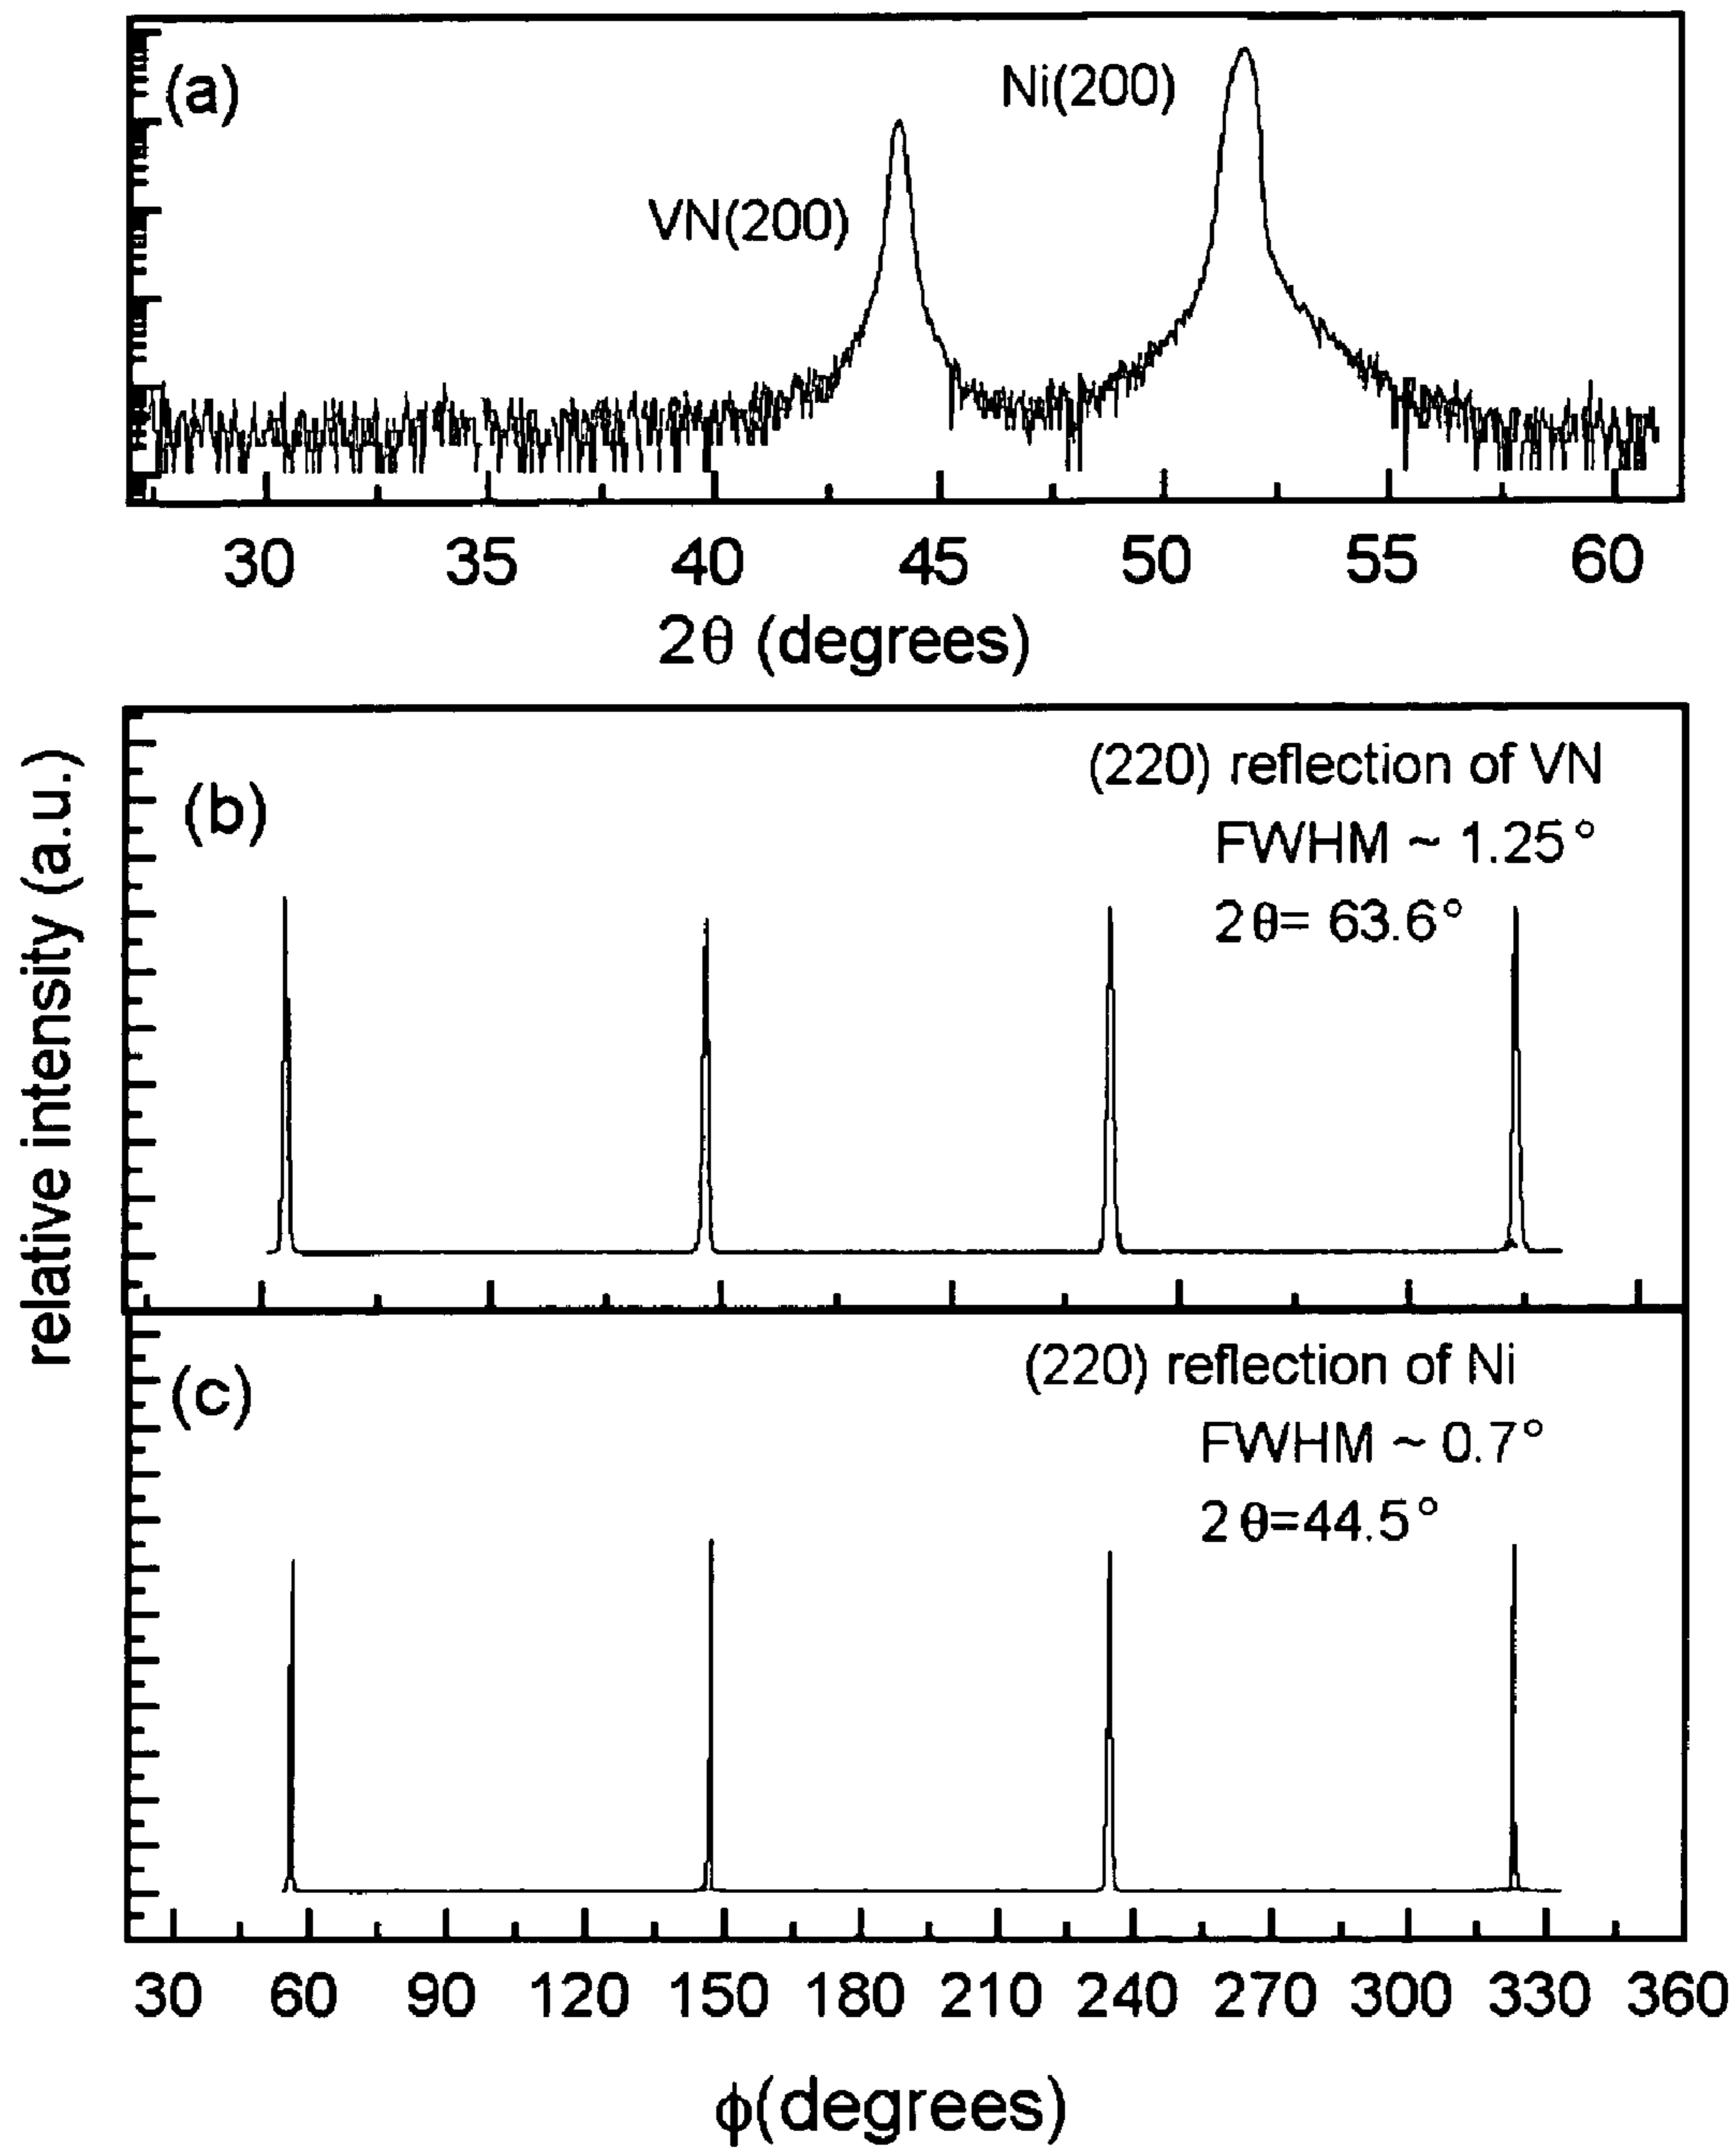 (a)
Ni(200)
VN(200)
30 35 40 45 50 55 60
2θ (degrees)
relative intensity (a.u.)
(b)
(220) reflection of VN
FWHM ~ 1.25°
2θ= 63.6°
(c)
(220) reflection of Ni
FWHM ~ 0.7°
2θ=44.5°
30 60 90 120 150 180 210 240 270 300 330 360
ϕ(degrees)